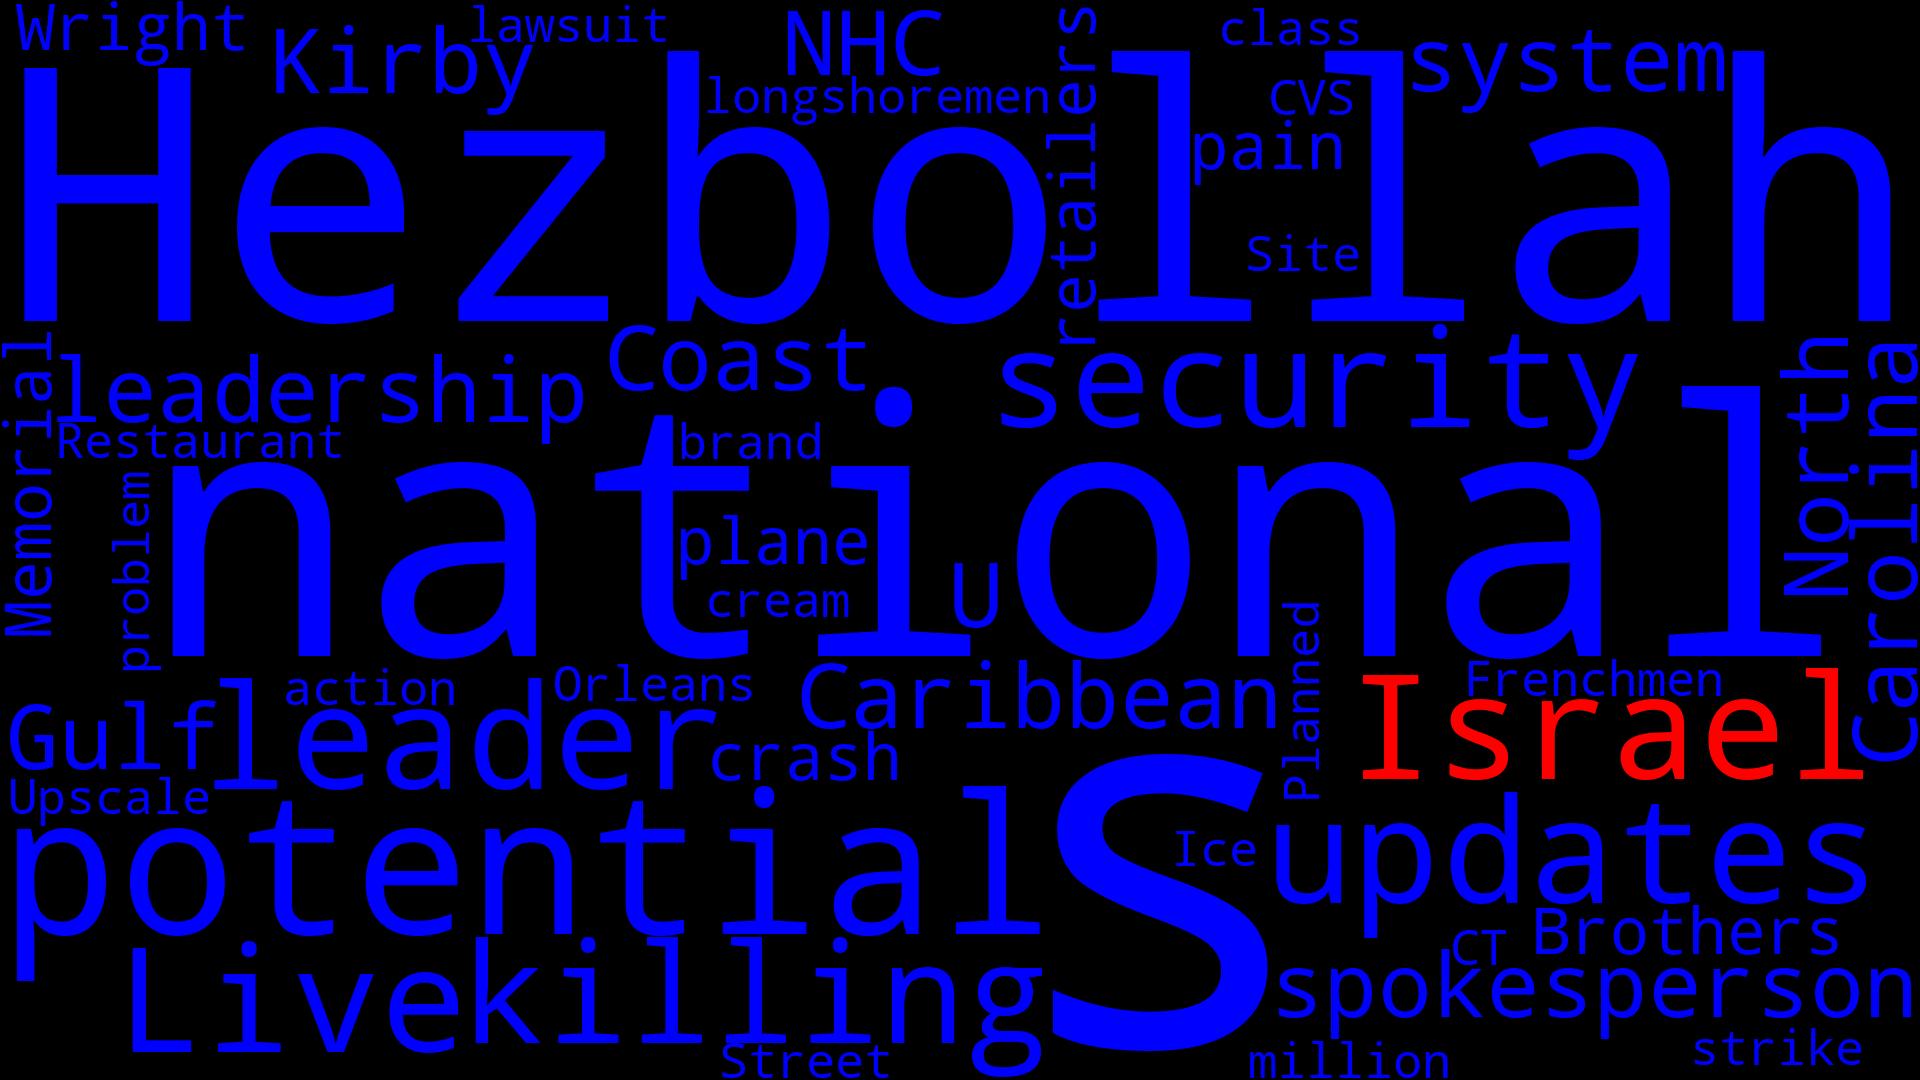 Wright
Kirby
lawsuit
NHC
longshoremen
retailers
class
CVS
pain
system
Hezbollah
Site
Memorial
leadership
Coast
security
North
Carolina
Restaurant
brand
problem
national
plane
cream
U
Planned
action
Orleans
Caribbean
Frenchmen
Israel
Gulf
leader
crash
Upscale
potential
S
Ice
updates
CT
Brothers
Live
killing
spokesperson
Street
million
strike